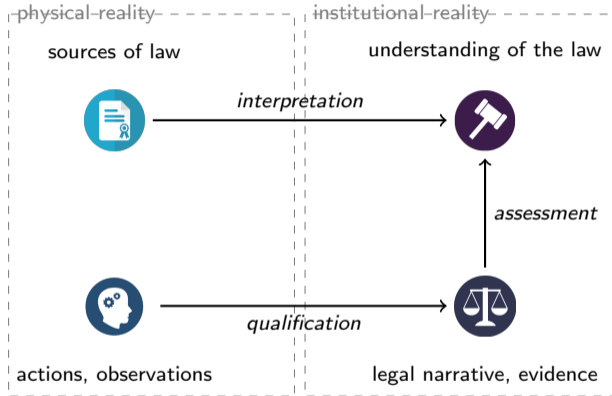 physical reality
institutional reality
sources of law
understanding of the law
interpretation
assessment
qualification
actions, observations
legal narrative, evidence